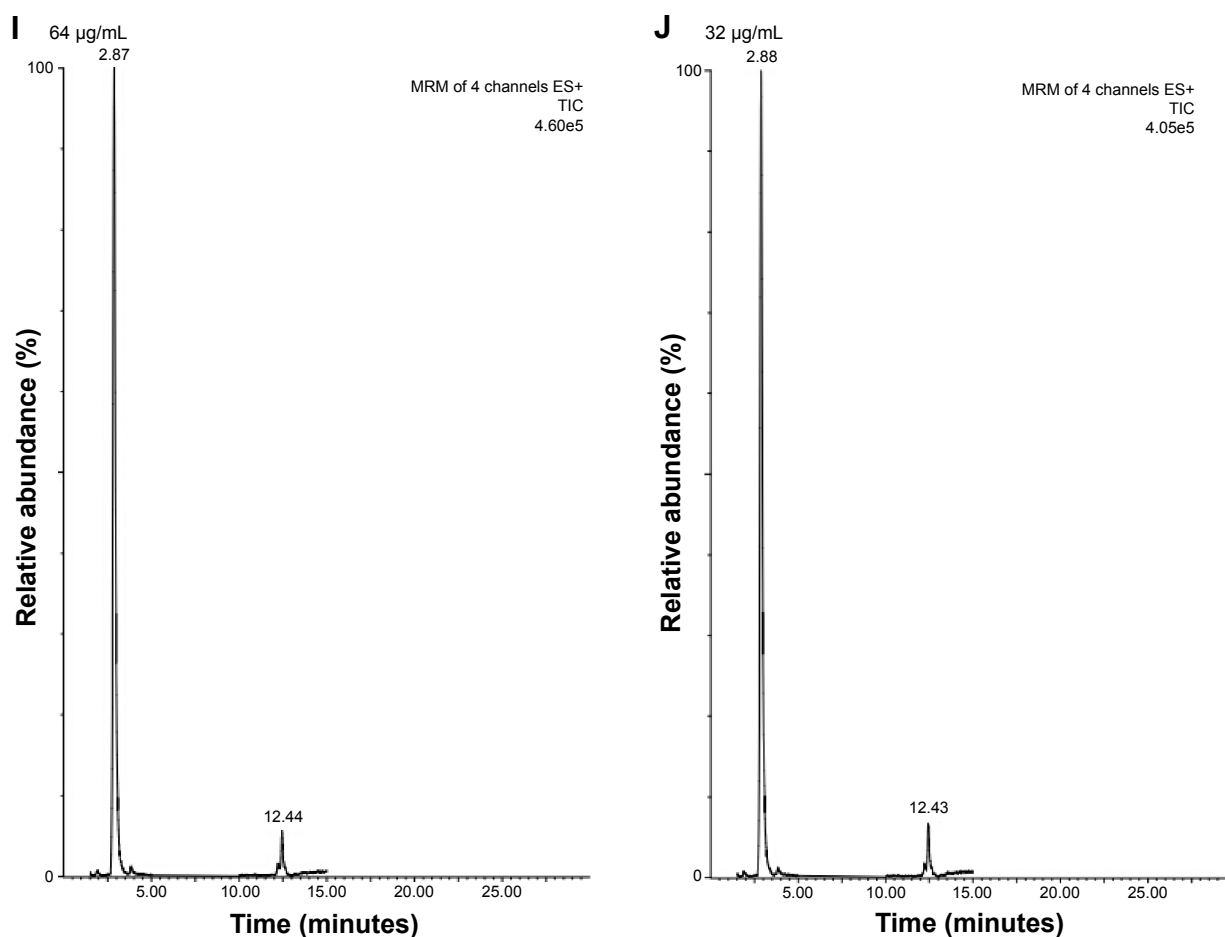 I
64 µg/mL
2.87
100
MRM of 4 channels ES+
TIC
4.60e5
Relative abundance (%)
12.44
0
5.00 10.00 15.00 20.00 25.00
Time (minutes)
J
32 µg/mL
2.88
100
MRM of 4 channels ES+
TIC
4.05e5
Relative abundance (%)
12.43
0
5.00 10.00 15.00 20.00 25.00
Time (minutes)